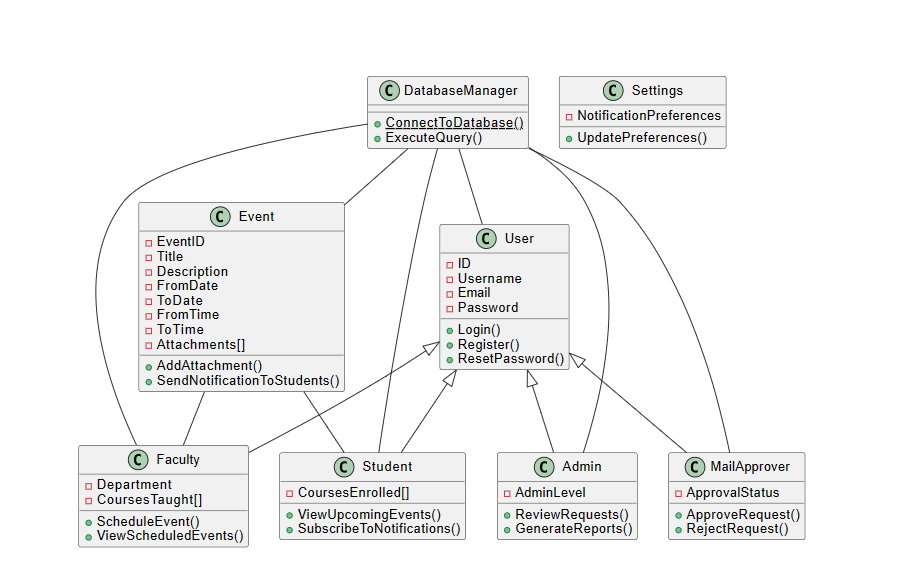 C DatabaseManager
ConnectToDatabase()
ExecuteQuery()
C Settings
NotificationPreferences
UpdatePreferences()
C Event
EventID
Title
Description
FromDate
ToDate
FromTime
ToTime
Attachments[]
AddAttachment()
SendNotificationToStudents()
C User
ID
Username
Email
Password
Login()
Register()
ResetPassword()
C Faculty
Department
CoursesTaught[]
ScheduleEvent()
ViewScheduledEvents()
C Student
CoursesEnrolled[]
ViewUpcomingEvents()
SubscribeToNotifications()
C Admin
AdminLevel
ReviewRequests()
GenerateReports()
C MailApprover
ApprovalStatus
ApproveRequest()
RejectRequest()